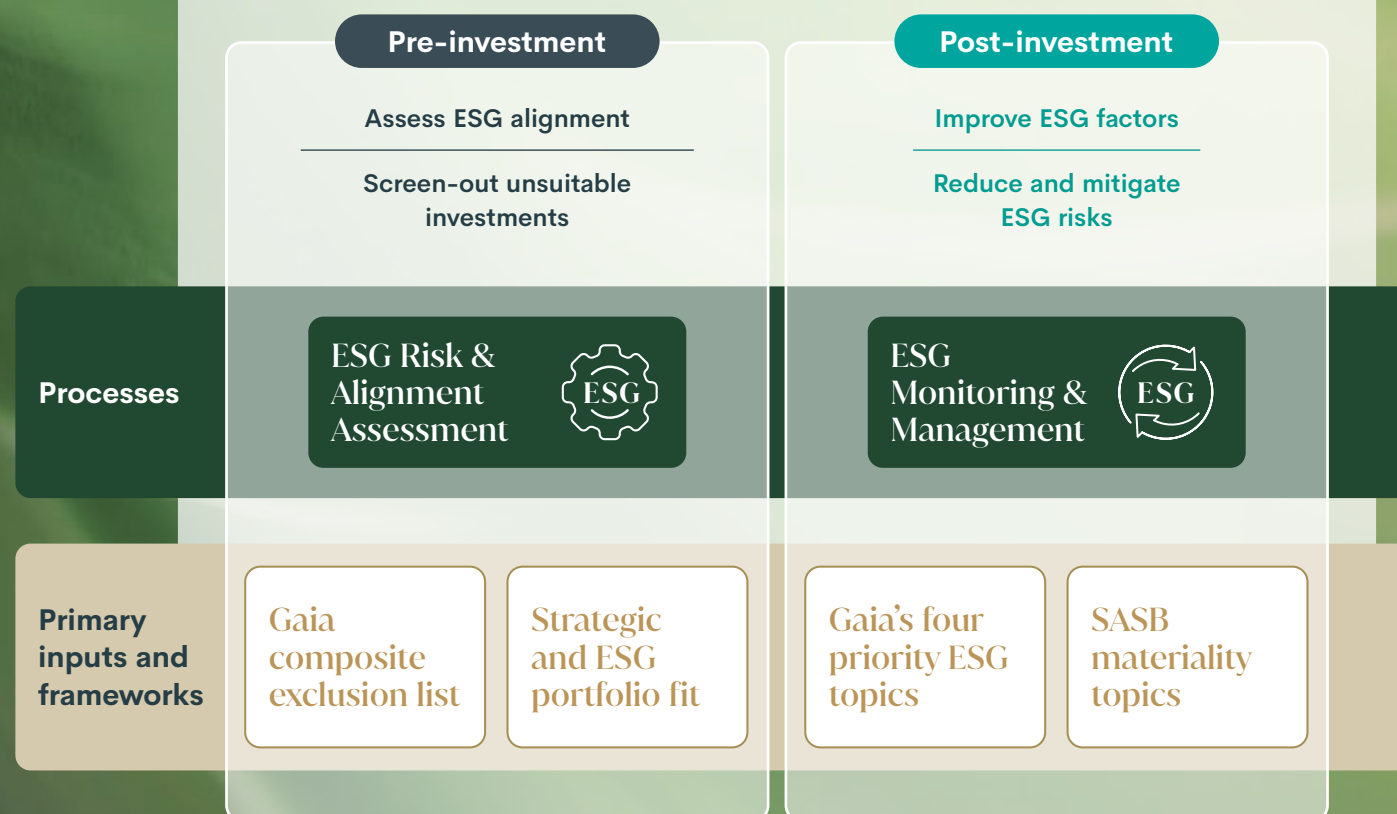 Pre-investment
Assess ESG alignment
Screen-out unsuitable
investments
Post-investment
Improve ESG factors
Reduce and mitigate
ESG risks
Processes
ESG Risk &
Alignment
Assessment
ESG
ESG
Monitoring &
Management
ESG
Primary
inputs and
frameworks
Gaia
composite
exclusion list
Strategic
and ESG
portfolio fit
Gaia’s four
priority ESG
topics
SASB
materiality
topics